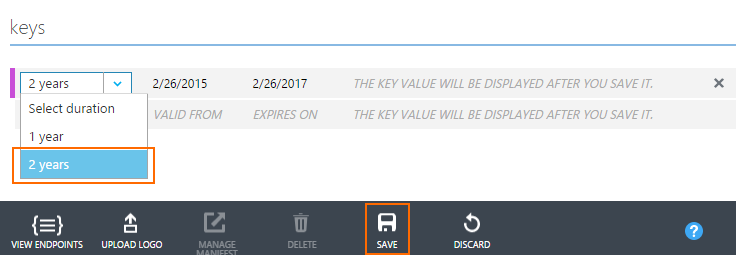 keys
2 years 2/26/2015 2/26/2017 THE KEY VALUE WILL BE DISPLAYED AFTER YOU SAVE IT.
Select duration VALID FROM EXPIRES ON THE KEY VALUE WILL BE DISPLAYED AFTER YOU SAVE IT.
1 year
2 years
VIEW ENDPOINTS UPLOAD LOGO MANAGE MANIFEST DELETE SAVE DISCARD ?